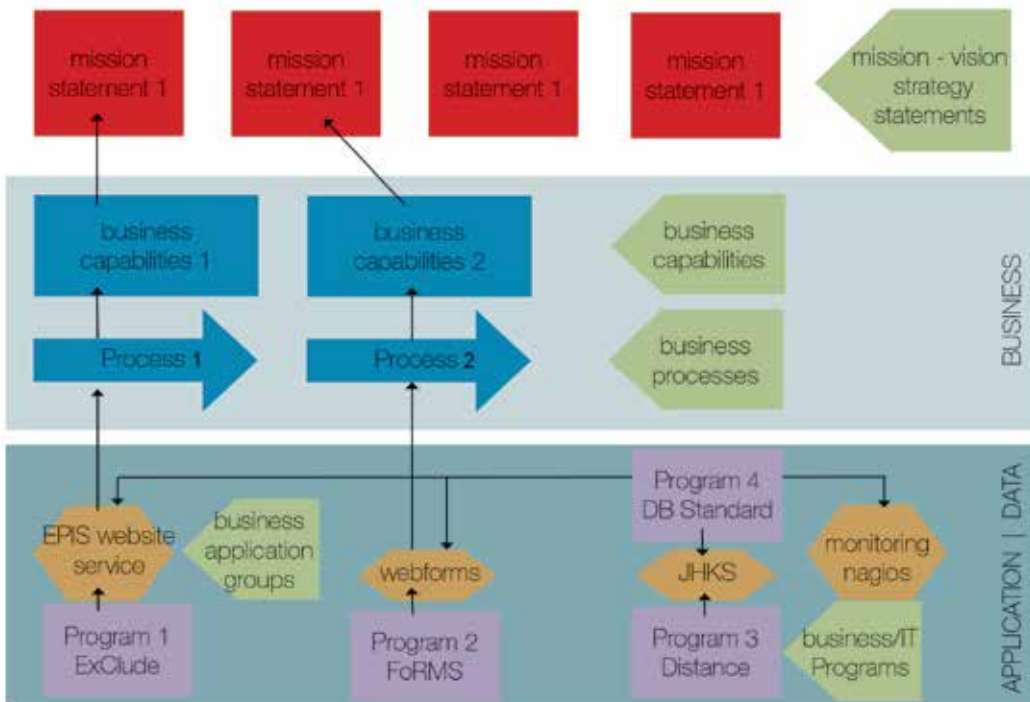 mission
statement 1
mission
statement 1
mission
statement 1
mission
statement 1
mission - vision
strategy
statements
business
capabilities 1
business
capabilities 2
business
capabilities
Process 1
Process 2
business
processes
BUSINESS
EPIS website
service
business
application
groups
webforms
Program 4
DB Standard
JHKS
monitoring
nagios
Program 1
ExClude
Program 2
FoRMS
Program 3
Distance
business/IT
Programs
APPLICATION | DATA